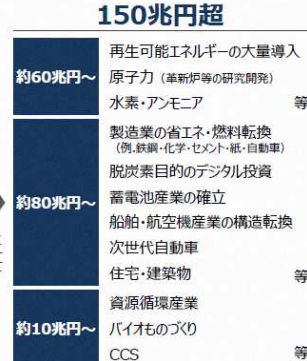 150兆円超
約60兆円～
再生可能エネルギーの大量導入
原子力（革新炉等の研究開発）
水素・アンモニア
等
約80兆円～
製造業の省エネ・燃料転換
（例.鉄鋼・化学・セメント・紙・自動車）
脱炭素目的のデジタル投資
蓄電池産業の確立
船舶・航空機産業の構造転換
次世代自動車
住宅・建築物
等
約10兆円～
資源循環産業
バイオものづくり
CCS
等